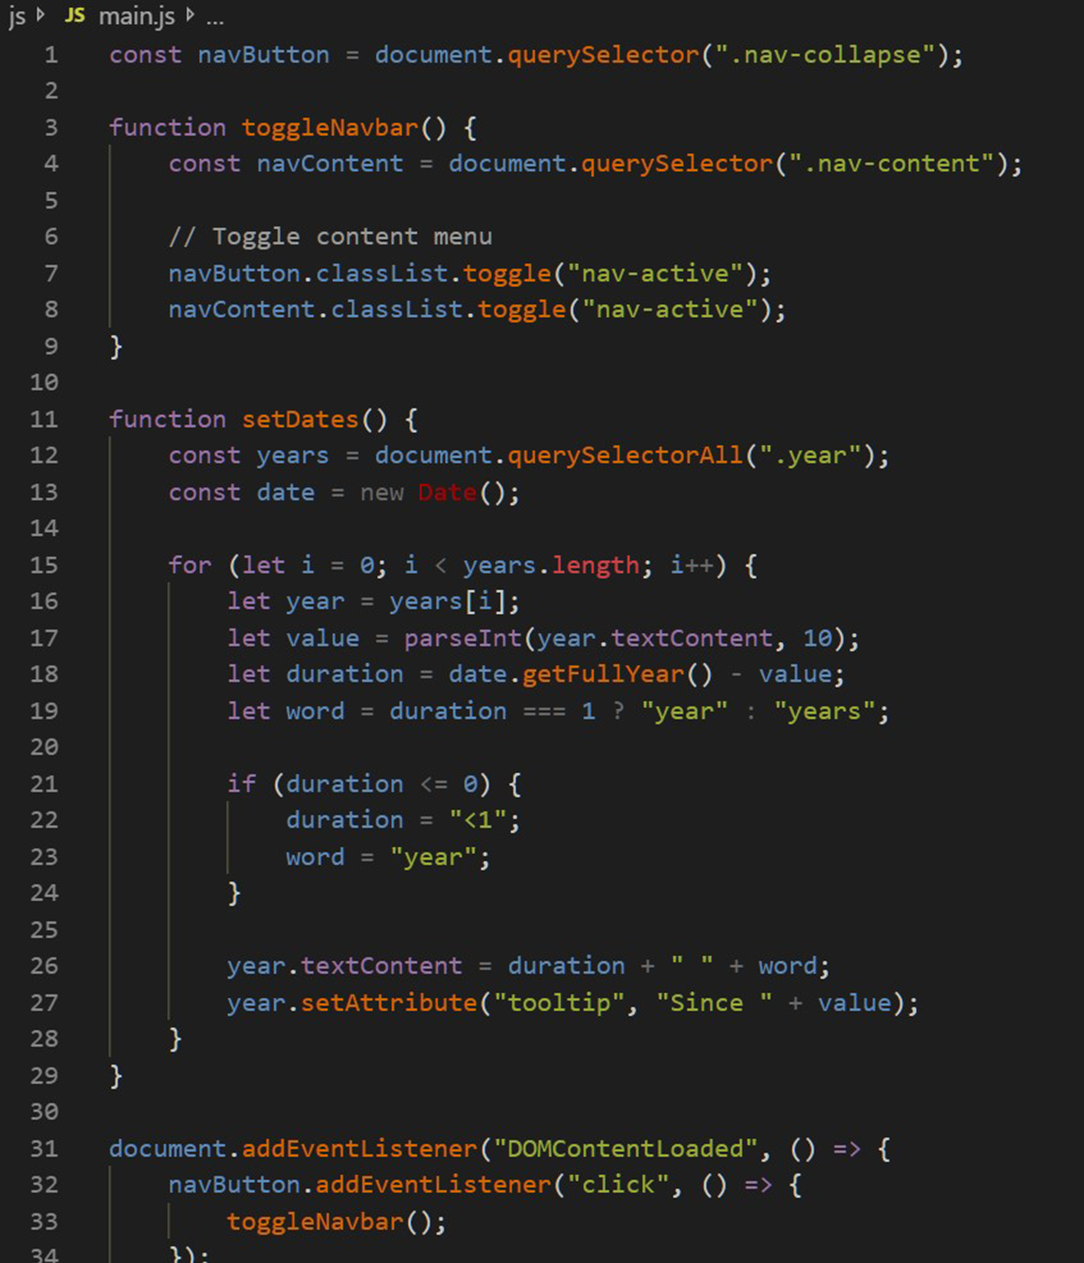 js > JS main.js > ...
1 const navButton = document.querySelector(".nav-collapse");
2
3 function toggleNavbar() {
4     const navContent = document.querySelector(".nav-content");
5
6     // Toggle content menu
7     navButton.classList.toggle("nav-active");
8     navContent.classList.toggle("nav-active");
9 }
10
11 function setDates() {
12     const years = document.querySelectorAll(".year");
13     const date = new Date();
14
15     for (let i = 0; i < years.length; i++) {
16         let year = years[i];
17         let value = parseInt(year.textContent, 10);
18         let duration = date.getFullYear() - value;
19         let word = duration === 1 ? "year" : "years";
20
21         if (duration <= 0) {
22             duration = "<1";
23             word = "year";
24         }
25
26         year.textContent = duration + " " + word;
27         year.setAttribute("tooltip", "Since " + value);
28     }
29 }
30
31 document.addEventListener("DOMContentLoaded", () => {
32     navButton.addEventListener("click", () => {
33         toggleNavbar();
34     });